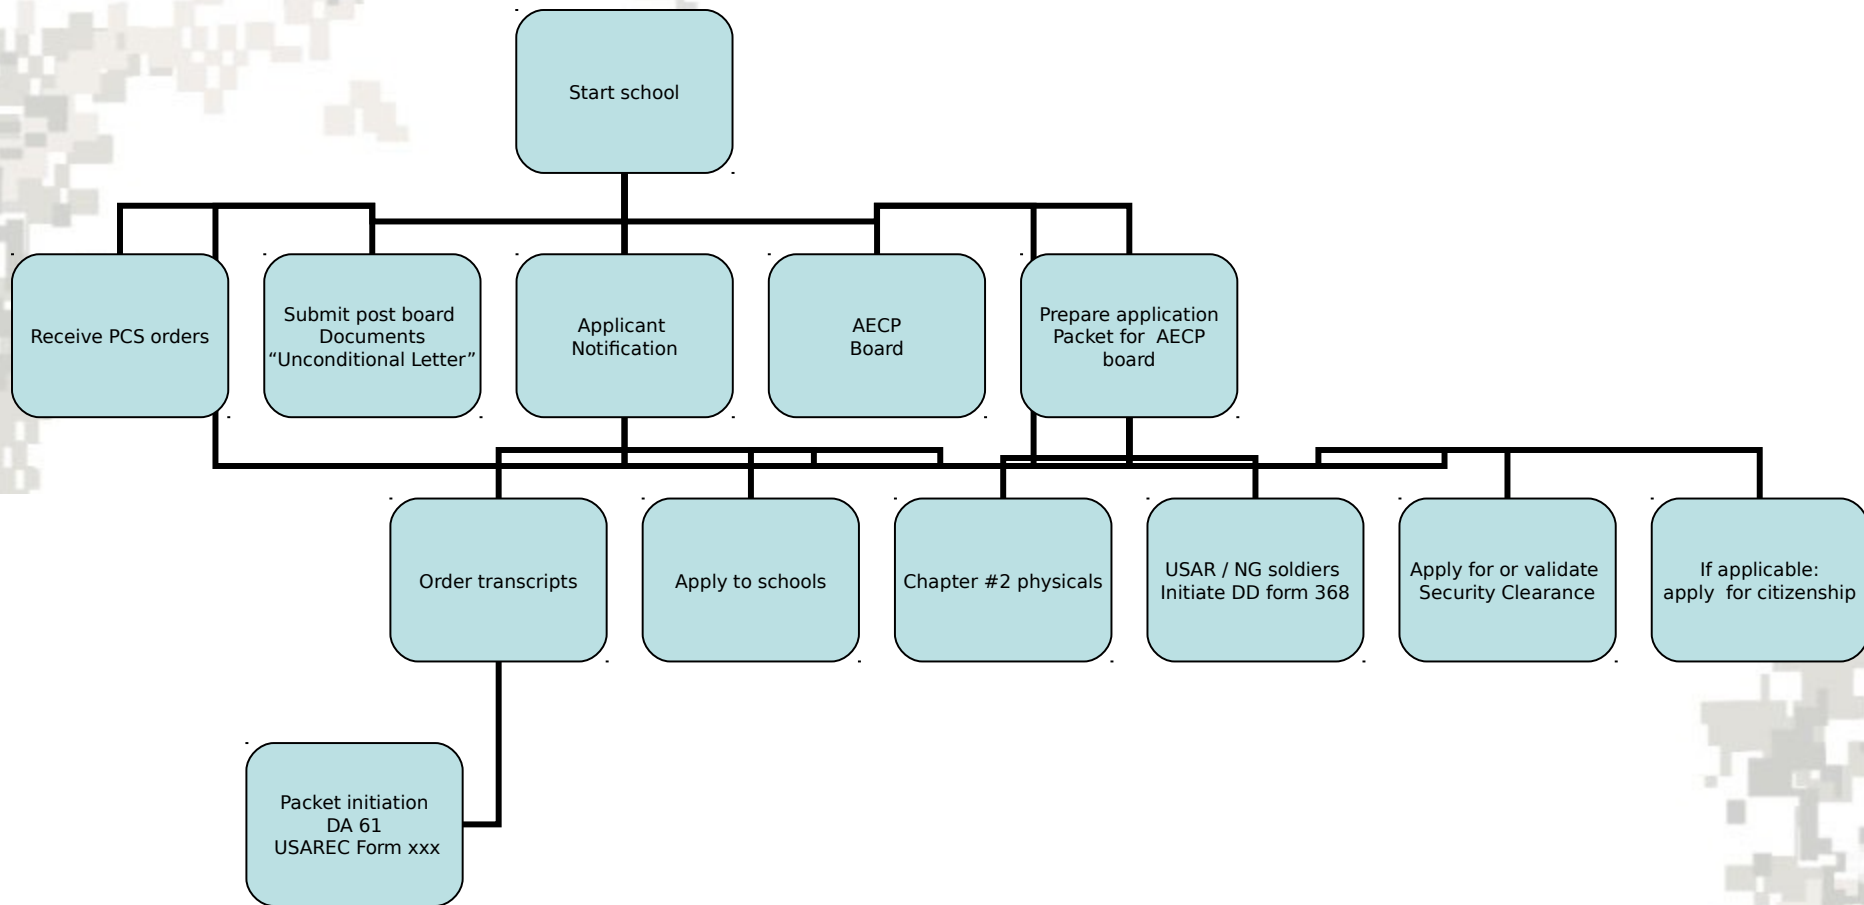 Start school
Receive PCS orders
Submit post board
Documents
“Unconditional Letter”
Applicant
Notification
AECP
Board
Prepare application
Packet for AECP
board
Order transcripts
Apply to schools
Chapter #2 physicals
USAR / NG soldiers
Initiate DD form 368
Apply for or validate
Security Clearance
If applicable:
apply for citizenship
Packet initiation
DA 61
USAREC Form xxx